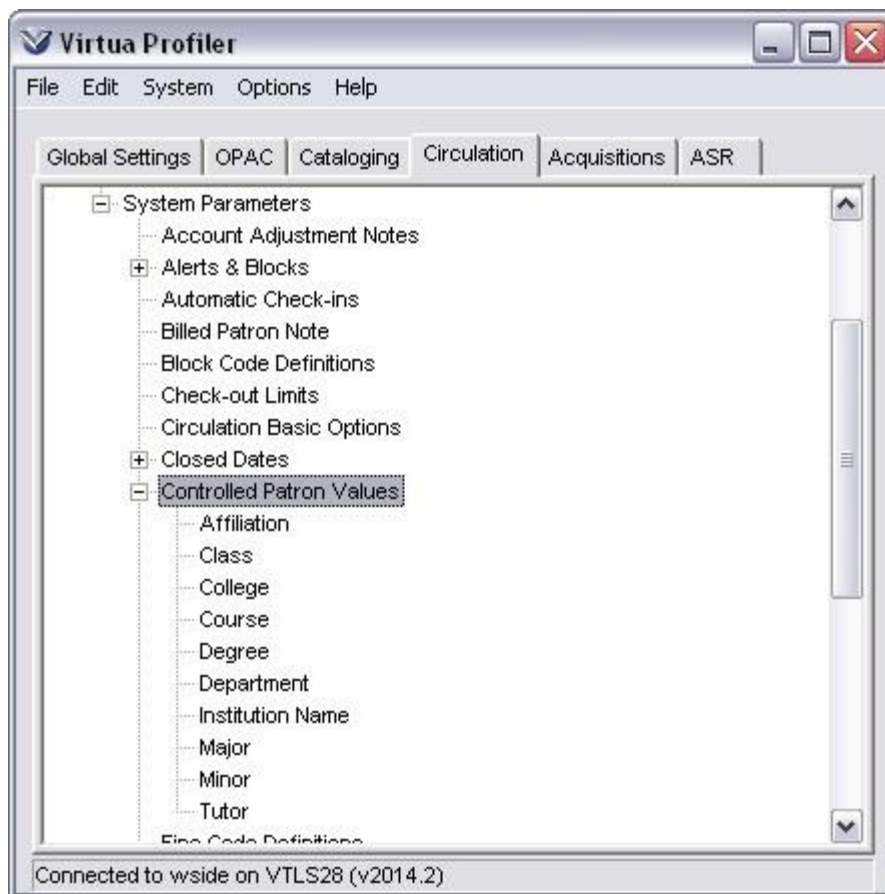 Virtua Profiler
File Edit System Options Help
Global Settings OPAC Cataloging Circulation Acquisitions ASR
System Parameters
Account Adjustment Notes
Alerts & Blocks
Automatic Check-ins
Billed Patron Note
Block Code Definitions
Check-out Limits
Circulation Basic Options
Closed Dates
Controlled Patron Values
Affiliation
Class
College
Course
Degree
Department
Institution Name
Major
Minor
Tutor
Fine Code Definitions
Connected to wside on VTLS28 (v2014.2)